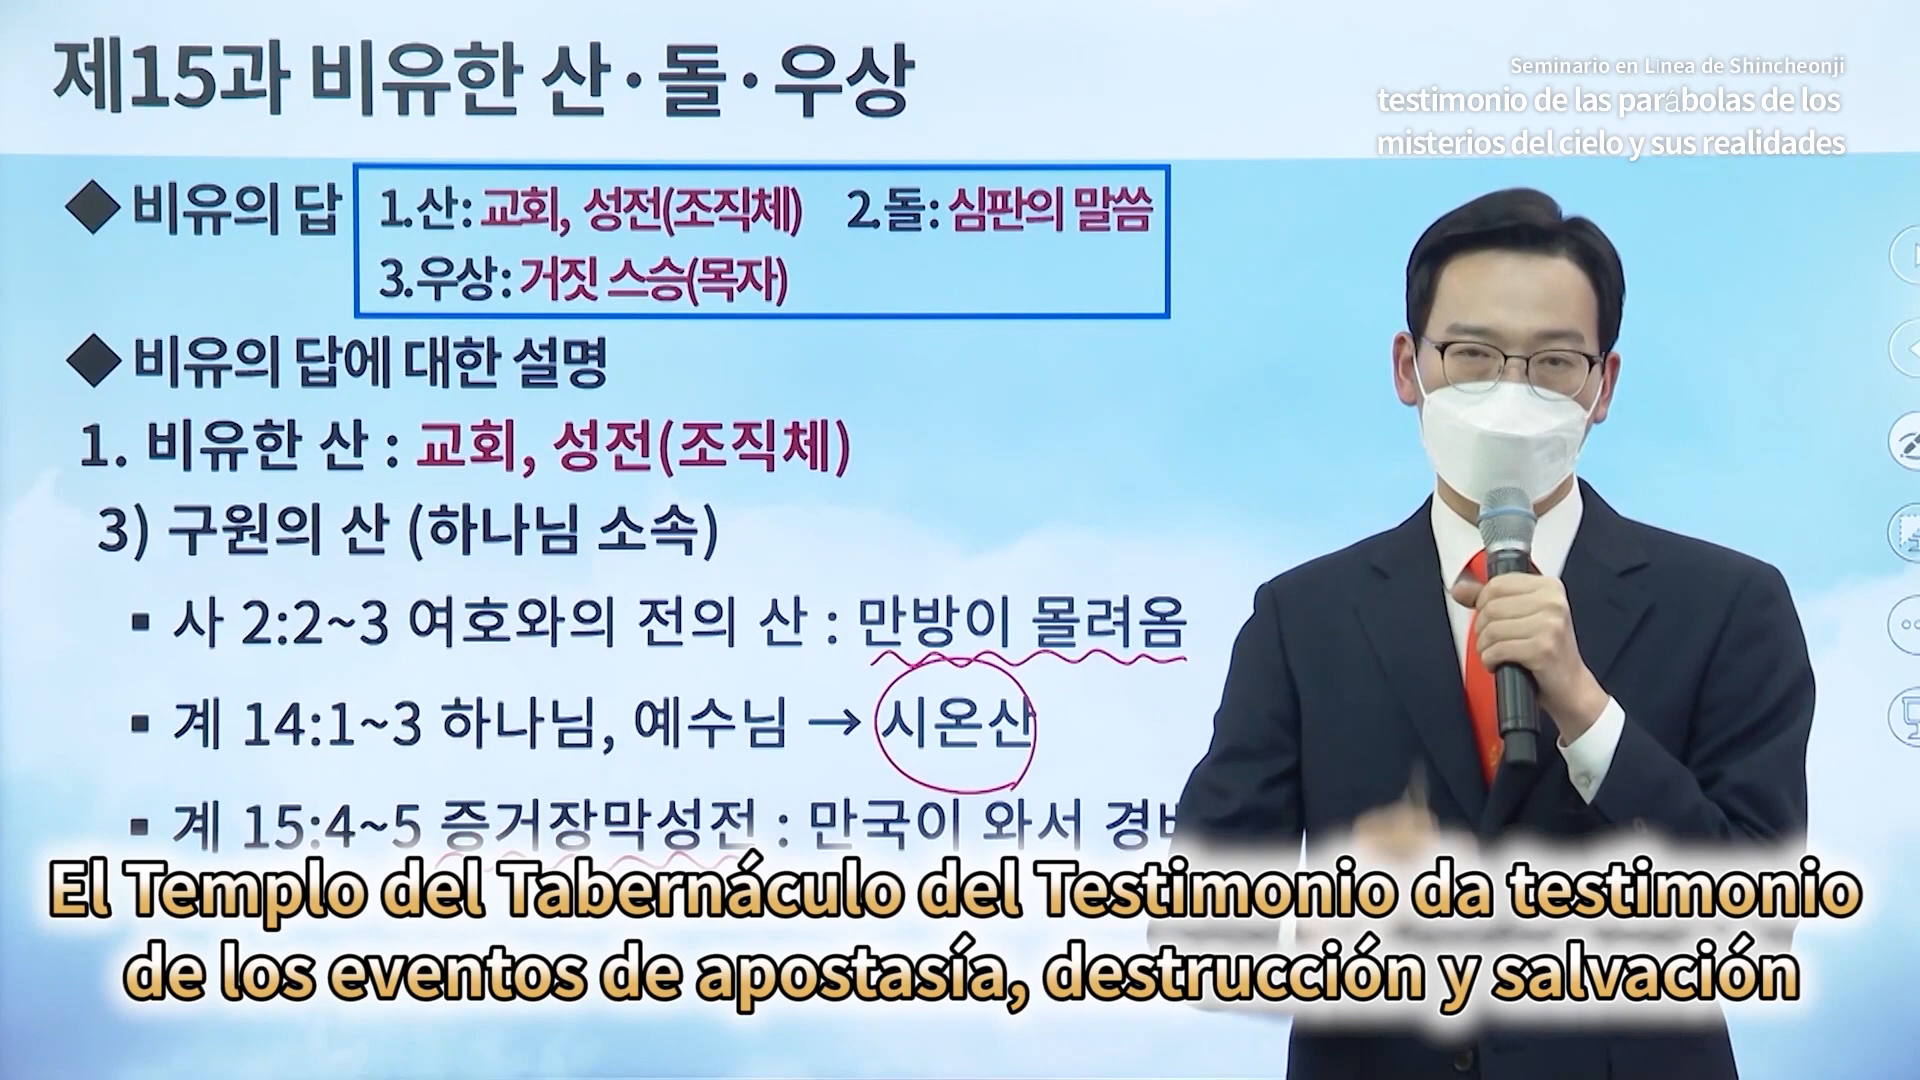 제15과 비유한 산·돌·우상
Seminario en Línea de Shincheonji
testimonio de las parábolas de los
misterios del cielo y sus realidades
◆ 비유의 답 1.산: 교회, 성전(조직체) 2.돌: 심판의 말씀
3.우상: 거짓 스승(목자)
◆ 비유의 답에 대한 설명
1. 비유한 산 : 교회, 성전(조직체)
3) 구원의 산 (하나님 소속)
▪ 사 2:2~3 여호와의 전의 산 : 만방이 몰려옴
▪ 계 14:1~3 하나님, 예수님 → 시온산
▪ 계 15:4~5 증거장막성전 : 만국이 와서
El Templo del Tabernáculo del Testimonio da testimonio
de los eventos de apostasía, destrucción y salvación